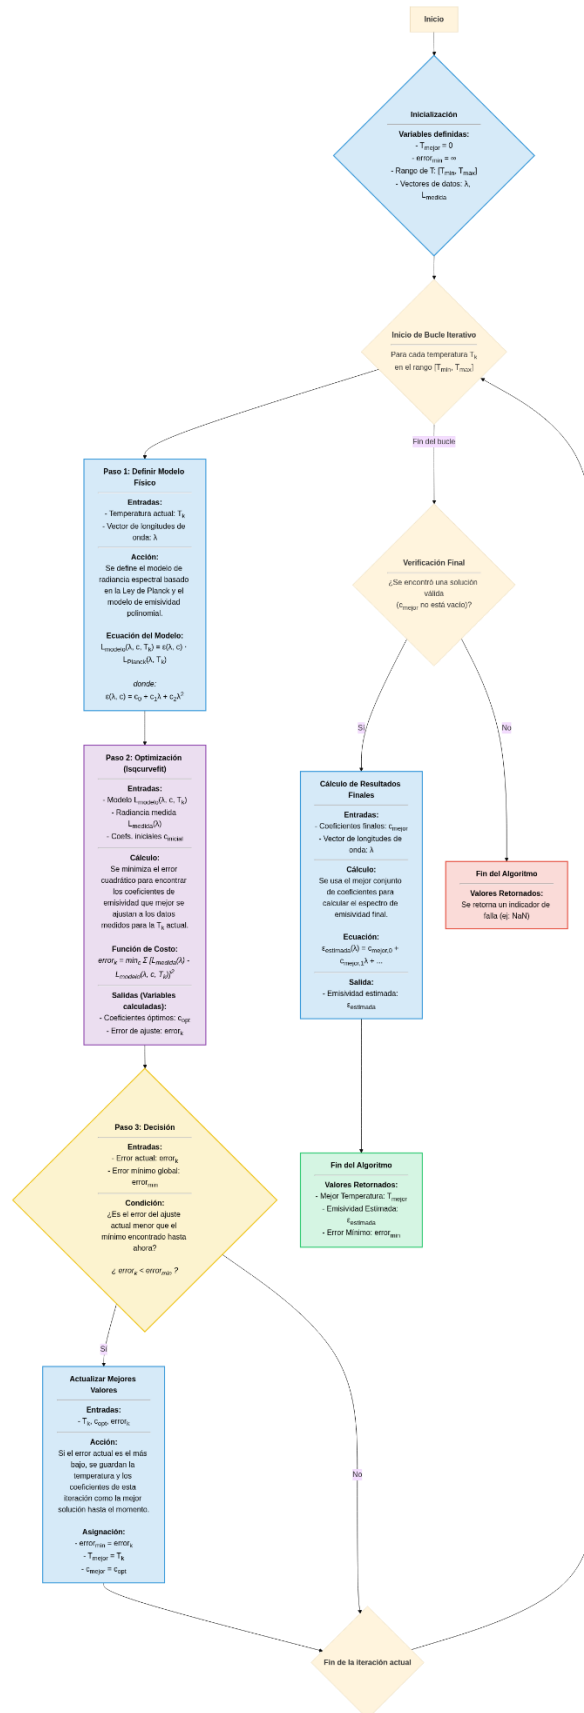 Inicio
Inicialización
Variables definidas:
- T_mejor = 0
- error_min = ∞
- Rango de T: [T_min, T_max]
- Vectores de datos: λ,
L_medida
Inicio de Bucle Iterativo
Para cada temperatura T_k
en el rango [T_min, T_max]
Fin del bucle
Paso 1: Definir Modelo
Físico
Entradas:
- Temperatura actual: T_k
- Vector de longitudes de
onda: λ
Acción:
Se define el modelo de
radiancia espectral basado
en la Ley de Planck y el
modelo de emisividad
polinomial.
Ecuación del Modelo:
L_modelo(λ, c, T_k) = ε(λ, c) ·
L_Planck(λ, T_k)
donde:
ε(λ, c) = c_0 + c_1λ + c_2λ²
Verificación Final
¿Se encontró una solución
válida
(c_mejor no está vacío)?
Sí
No
Paso 2: Optimización
(lsqcurvefit)
Entradas:
- Modelo L_modelo(λ, c, T_k)
- Radiancia medida
L_medida(λ)
- Coefs. iniciales c_inicial
Cálculo:
Se minimiza el error
cuadrático para encontrar
los coeficientes de
emisividad que mejor se
ajustan a los datos
medidos para la T_k actual.
Función de Costo:
error_k = min_c Σ [L_medida(λ) -
L_modelo(λ, c, T_k)]²
Salidas (Variables
calculadas):
- Coeficientes óptimos: c_opt
- Error de ajuste: error_k
Cálculo de Resultados
Finales
Entradas:
- Coeficientes finales: c_mejor
- Vector de longitudes de
onda: λ
Cálculo:
Se usa el mejor conjunto
de coeficientes para
calcular el espectro de
emisividad final.
Ecuación:
ε_estimada(λ) = c_mejor,0 +
c_mejor,1λ + ...
Salida:
- Emisividad estimada:
ε_estimada
Fin del Algoritmo
Valores Retornados:
Se retorna un indicador de
falla (ej: NaN)
Paso 3: Decisión
Entradas:
- Error actual: error_k
- Error mínimo global:
error_min
Condición:
¿Es el error del ajuste
actual menor que el
mínimo encontrado hasta
ahora?
¿ error_k < error_min ?
Fin del Algoritmo
Valores Retornados:
- Mejor Temperatura: T_mejor
- Emisividad Estimada:
ε_estimada
- Error Mínimo: error_min
Sí
No
Actualizar Mejores
Valores
Entradas:
- T_k, c_opt, error_k
Acción:
Si el error actual es el más
bajo, se guardan la
temperatura y los
coeficientes de esta
iteración como la mejor
solución hasta el momento.
Asignación:
- error_min = error_k
- T_mejor = T_k
- c_mejor = c_opt
Fin de la iteración actual